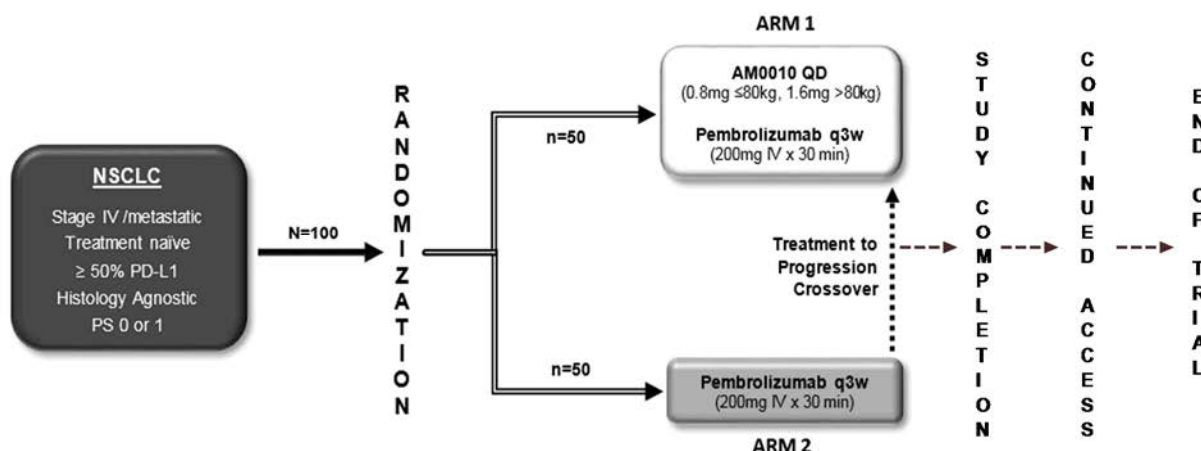 NSCLC
Stage IV /metastatic
Treatment naïve
≥ 50% PD-L1
Histology Agnostic
PS 0 or 1
N=100
RANDOMIZATION
n=50
n=50
ARM 1
AM0010 QD
(0.8mg ≤80kg, 1.6mg >80kg)
Pembrolizumab q3w
(200mg IV x 30 min)
Treatment to
Progression
Crossover
Pembrolizumab q3w
(200mg IV x 30 min)
ARM 2
STUDY COMPLETION
CONTINUED ACCESS
END OF TRIAL